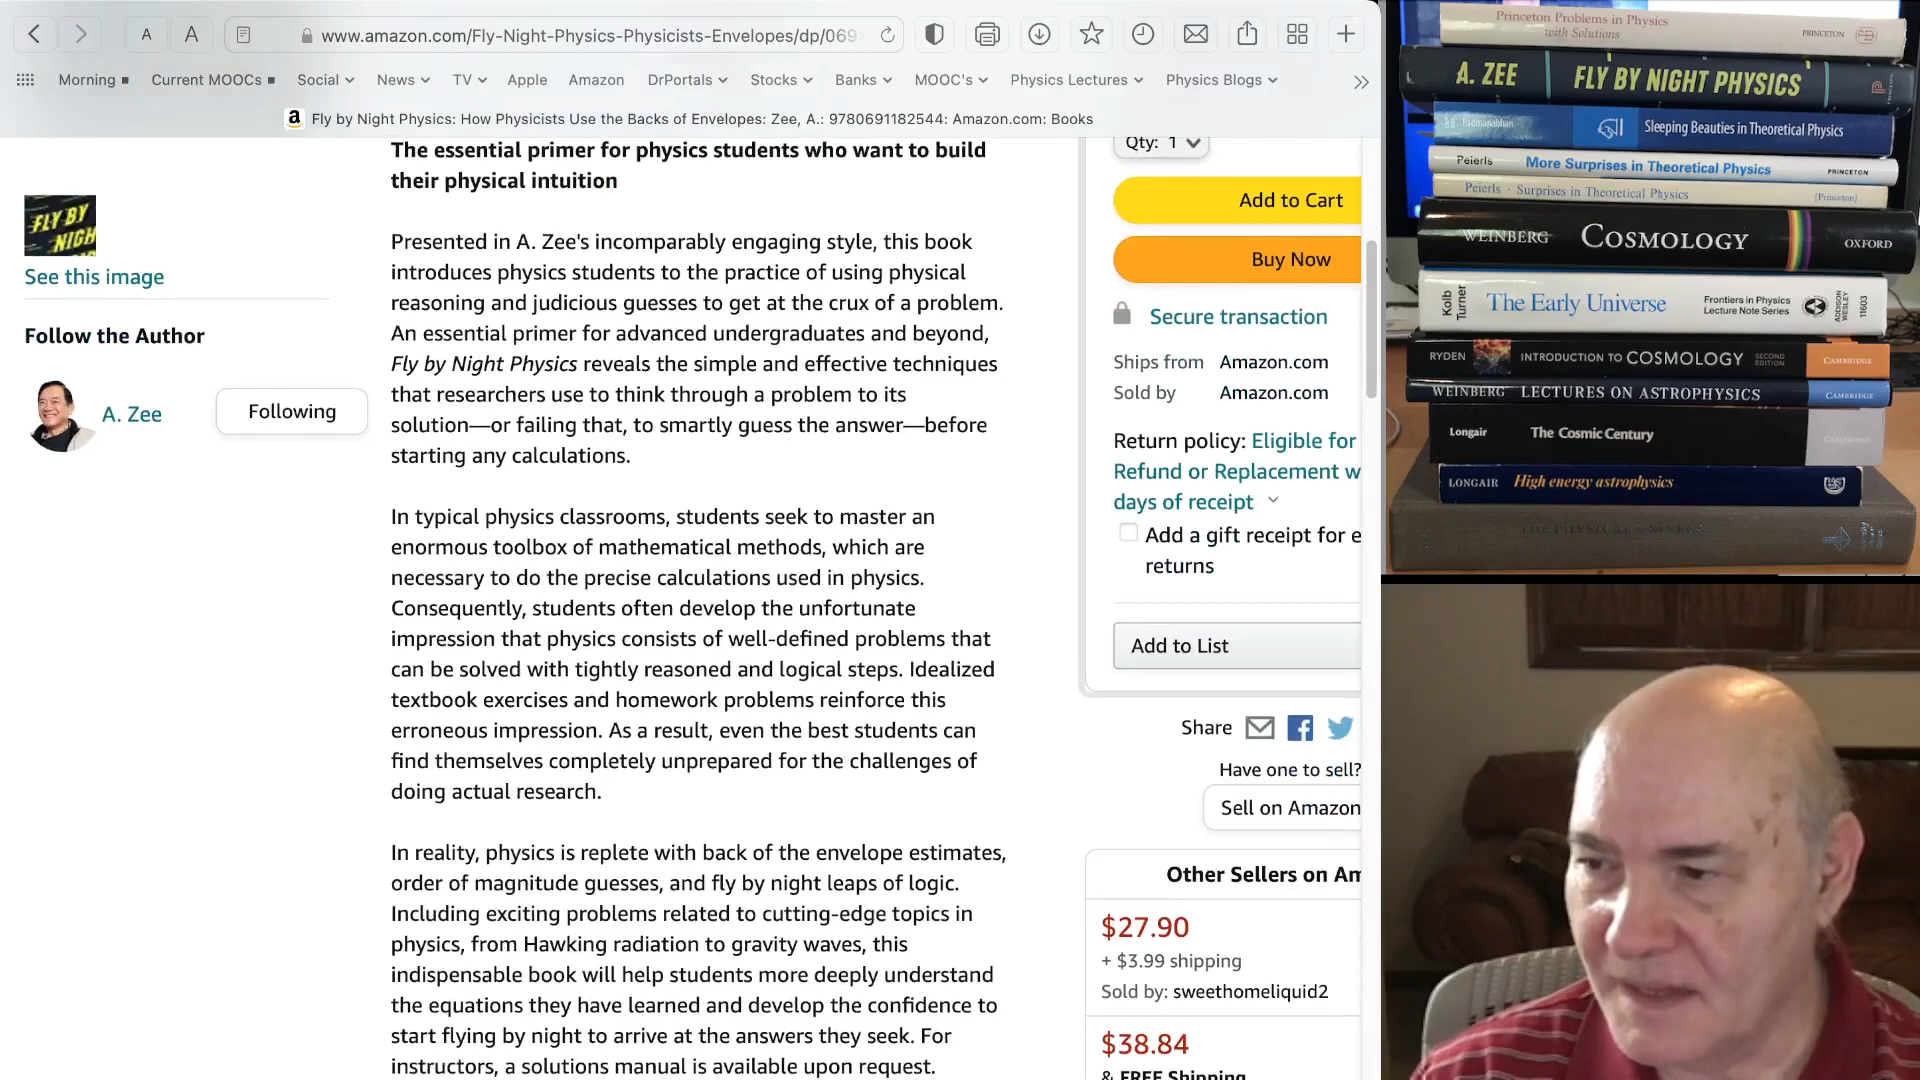 A
A
www.amazon.com/Fly-Night-Physics-Physicists-Envelopes/dp/069
Morning
Current MOOCs
Social
News
TV
Apple
Amazon
DrPortals
Stocks
Banks
MOOC's
Physics Lectures
Physics Blogs
Fly by Night Physics: How Physicists Use the Backs of Envelopes: Zee, A.: 9780691182544: Amazon.com: Books
FLY BY
NIGH
See this image
Follow the Author
A. Zee
Following
The essential primer for physics students who want to build
their physical intuition
Presented in A. Zee's incomparably engaging style, this book
introduces physics students to the practice of using physical
reasoning and judicious guesses to get at the crux of a problem.
An essential primer for advanced undergraduates and beyond,
Fly by Night Physics reveals the simple and effective techniques
that researchers use to think through a problem to its
solution—or failing that, to smartly guess the answer—before
starting any calculations.
In typical physics classrooms, students seek to master an
enormous toolbox of mathematical methods, which are
necessary to do the precise calculations used in physics.
Consequently, students often develop the unfortunate
impression that physics consists of well-defined problems that
can be solved with tightly reasoned and logical steps. Idealized
textbook exercises and homework problems reinforce this
erroneous impression. As a result, even the best students can
find themselves completely unprepared for the challenges of
doing actual research.
In reality, physics is replete with back of the envelope estimates,
order of magnitude guesses, and fly by night leaps of logic.
Including exciting problems related to cutting-edge topics in
physics, from Hawking radiation to gravity waves, this
indispensable book will help students more deeply understand
the equations they have learned and develop the confidence to
start flying by night to arrive at the answers they seek. For
instructors, a solutions manual is available upon request.
Qty: 1
Add to Cart
Buy Now
Secure transaction
Ships from Amazon.com
Sold by Amazon.com
Return policy: Eligible for
Refund or Replacement w
days of receipt
Add a gift receipt for e
returns
Add to List
Share
Have one to sell?
Sell on Amazon
Other Sellers on Am
$27.90
+ $3.99 shipping
Sold by: sweethomeliquid2
$38.84
& FREE Shipping
Princeton Problems in Physics
with Solutions
PRINCETON
A. ZEE FLY BY NIGHT PHYSICS
Padmanabhan Sleeping Beauties in Theoretical Physics
Peierls More Surprises in Theoretical Physics PRINCETON
Peierls · Surprises in Theoretical Physics [Princeton]
WEINBERG COSMOLOGY OXFORD
Kolb
Turner
The Early Universe
Frontiers in Physics
Lecture Note Series
ADDISON
WESLEY
11603
RYDEN INTRODUCTION TO COSMOLOGY SECOND EDITION CAMBRIDGE
WEINBERG LECTURES ON ASTROPHYSICS CAMBRIDGE
Longair The Cosmic Century CAMBRIDGE
LONGAIR High energy astrophysics
THE PHYSICAL UNIVERSE